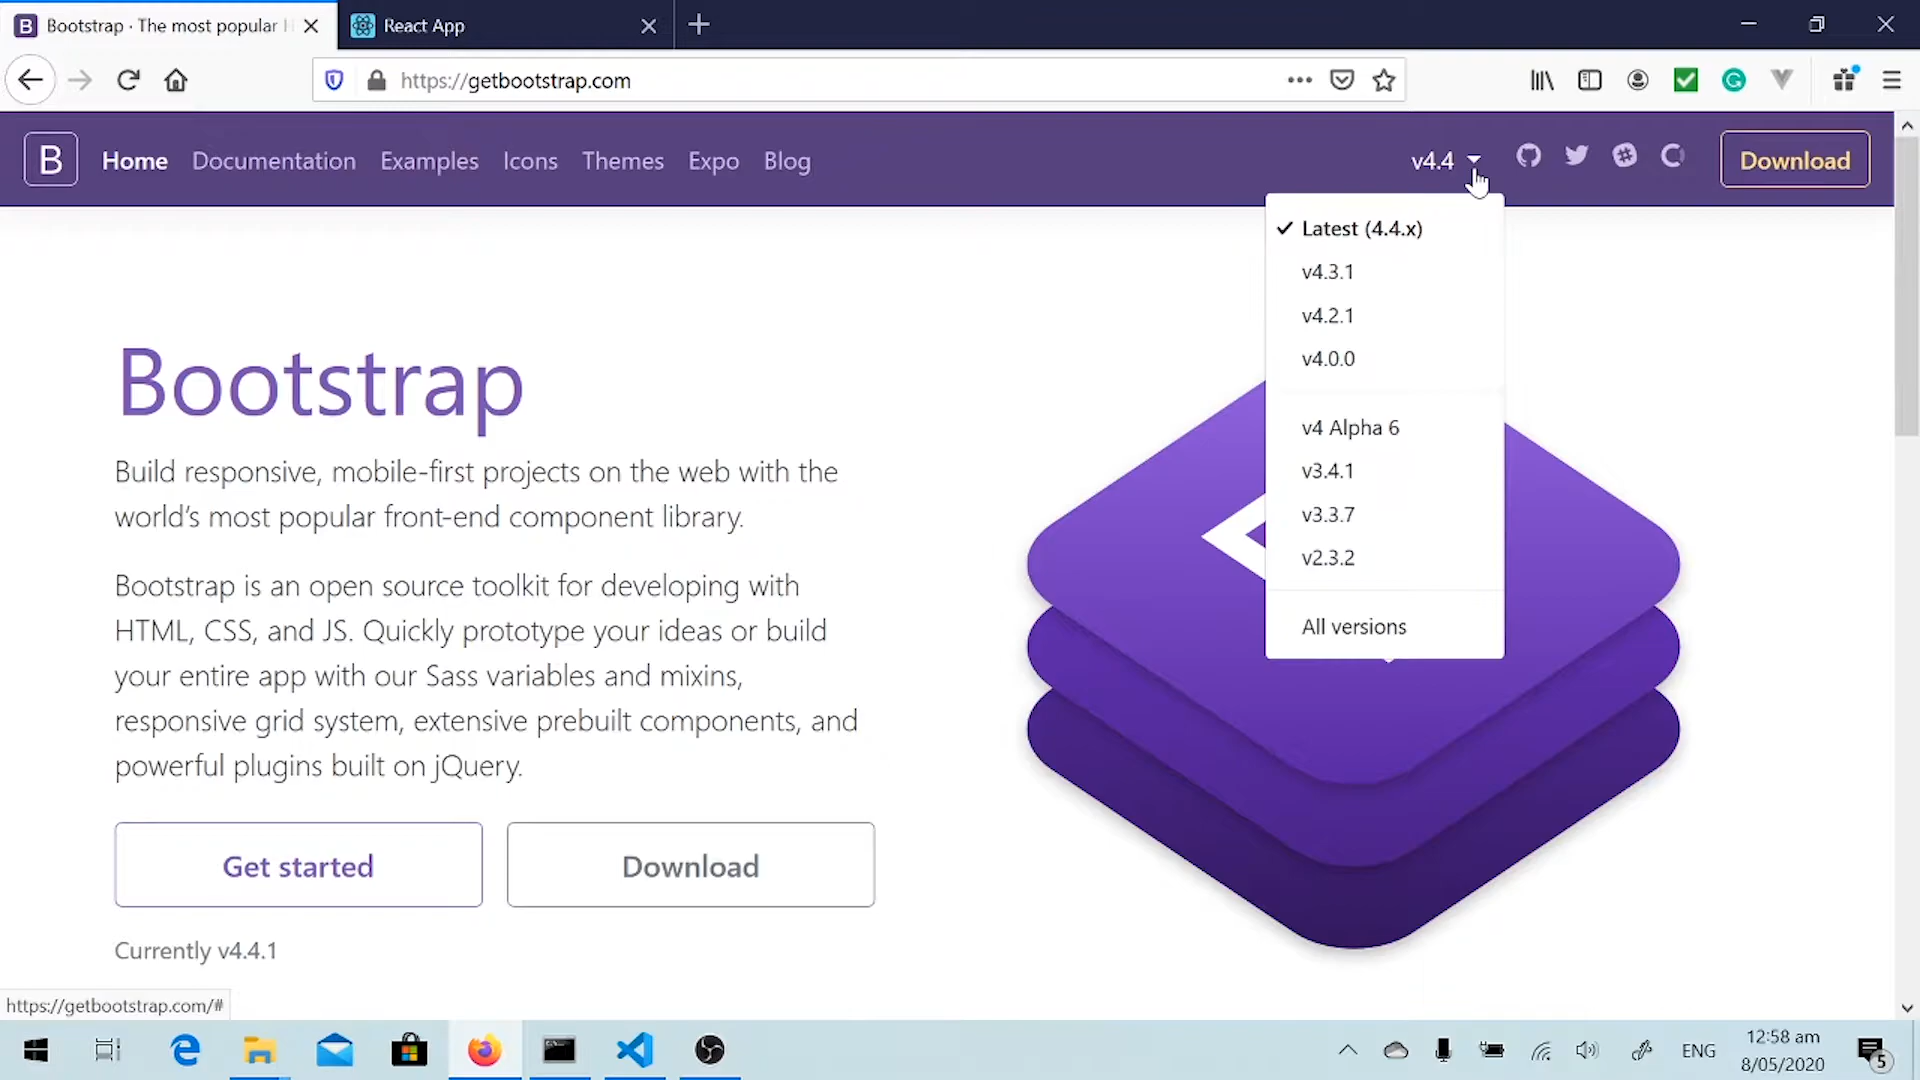 Bootstrap · The most popular
React App
https://getbootstrap.com
B
Home
Documentation
Examples
Icons
Themes
Expo
Blog
v4.4
Download
Latest (4.4.x)
v4.3.1
v4.2.1
v4.0.0
v4 Alpha 6
v3.4.1
v3.3.7
v2.3.2
All versions
Bootstrap
Build responsive, mobile-first projects on the web with the
world’s most popular front-end component library.
Bootstrap is an open source toolkit for developing with
HTML, CSS, and JS. Quickly prototype your ideas or build
your entire app with our Sass variables and mixins,
responsive grid system, extensive prebuilt components, and
powerful plugins built on jQuery.
Get started
Download
Currently v4.4.1
https://getbootstrap.com/#
ENG
12:58 am
8/05/2020
5